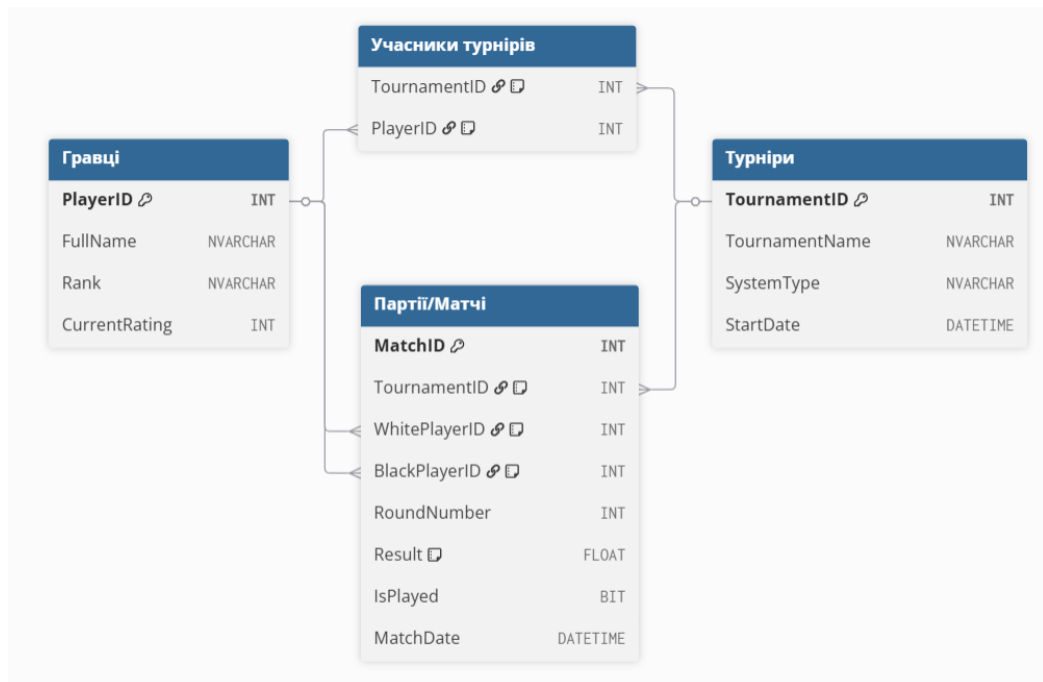 Учасники турнірів
TournamentID INT
PlayerID INT
Гравці
PlayerID INT
FullName NVARCHAR
Rank NVARCHAR
CurrentRating INT
Турніри
TournamentID INT
TournamentName NVARCHAR
SystemType NVARCHAR
StartDate DATETIME
Партії/Матчі
MatchID INT
TournamentID INT
WhitePlayerID INT
BlackPlayerID INT
RoundNumber INT
Result FLOAT
IsPlayed BIT
MatchDate DATETIME